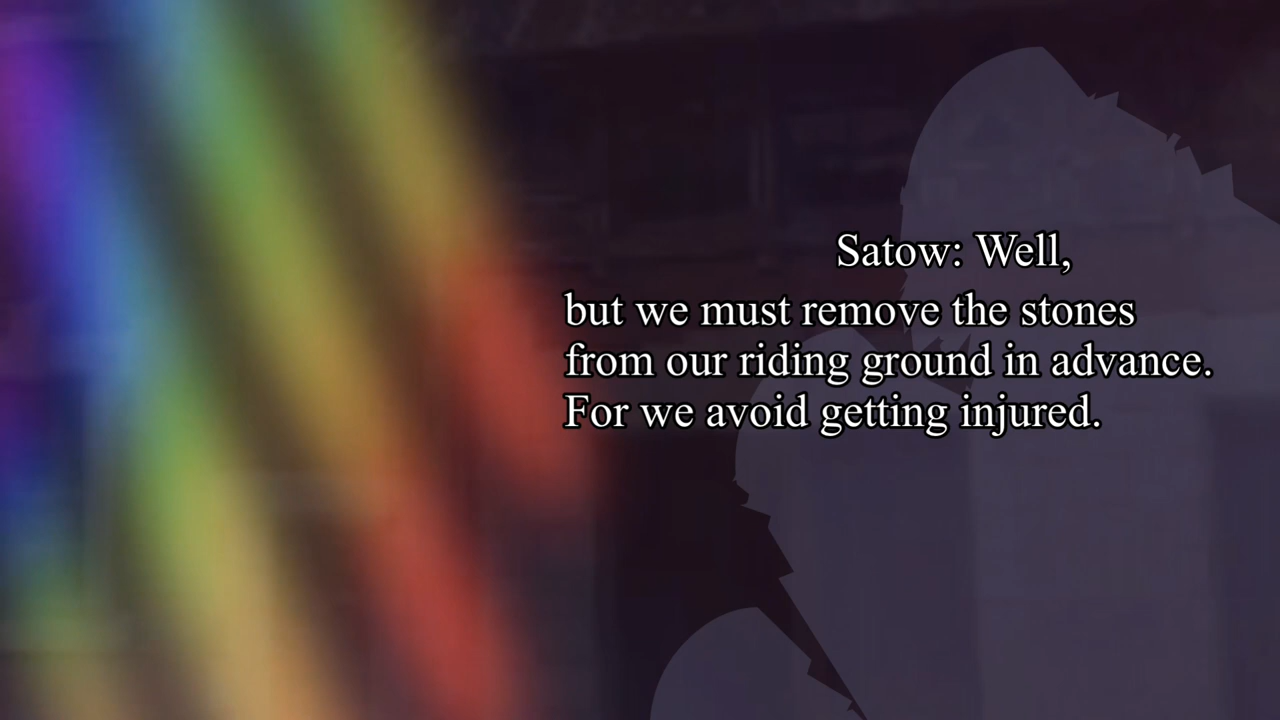 Satow: Well,
but we must remove the stones
from our riding ground in advance.
For we avoid getting injured.